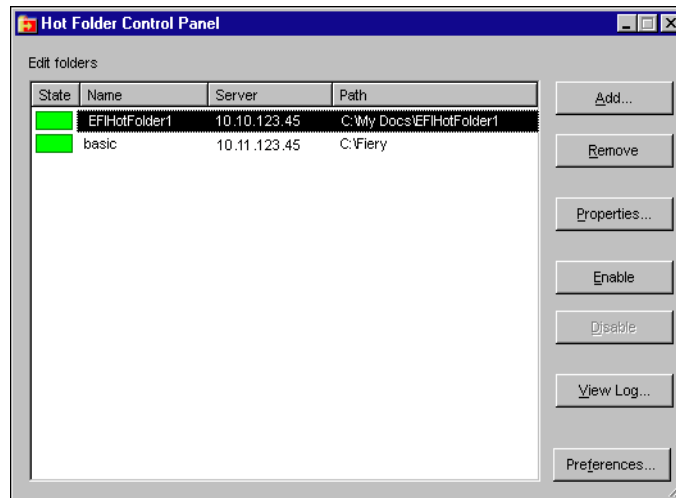 Hot Folder Control Panel
Edit folders
State Name Server Path
EFIHotFolder1 10.10.123.45 C:\My Docs\EFIHotFolder1
basic 10.11.123.45 C:\Fiery
Add...
Remove
Properties...
Enable
Disable
View Log...
Preferences...